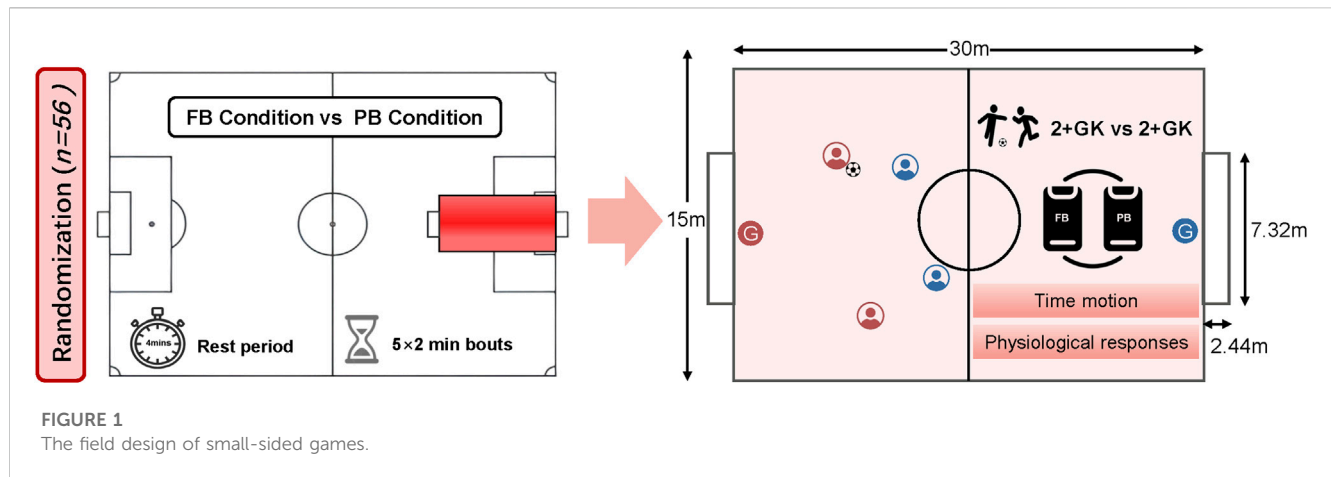 Randomization (n=56)
FB Condition vs PB Condition
4mins
Rest period
5×2 min bouts
30m
15m
2+GK vs 2+GK
FB
PB
G
G
7.32m
Time motion
Physiological responses
2.44m
FIGURE 1
The field design of small-sided games.